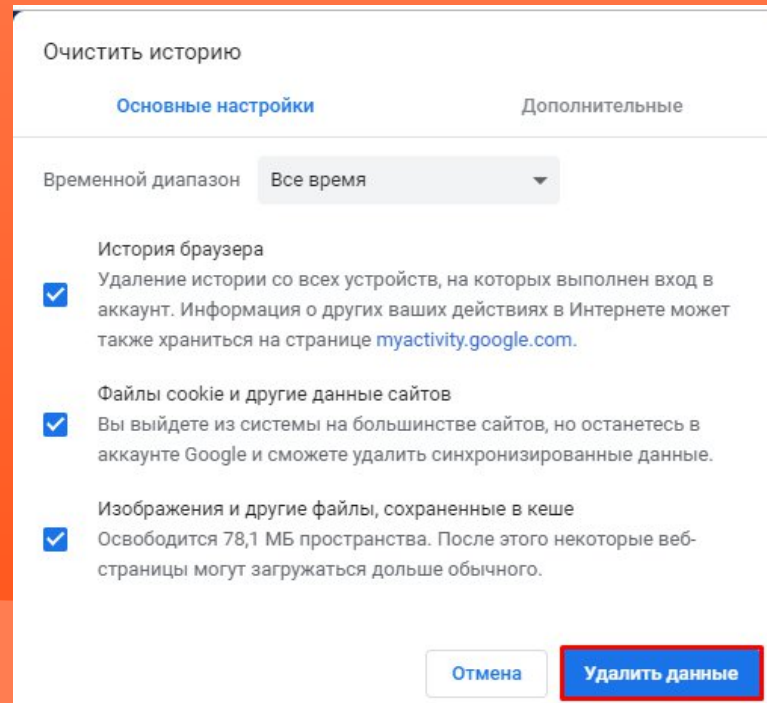 Очистить историю
Основные настройки
Дополнительные
Временной диапазон
Все время
История браузера
Удаление истории со всех устройств, на которых выполнен вход в
аккаунт. Информация о других ваших действиях в Интернете может
также храниться на странице myactivity.google.com.
Файлы cookie и другие данные сайтов
Вы выйдете из системы на большинстве сайтов, но останетесь в
аккаунте Google и сможете удалить синхронизированные данные.
Изображения и другие файлы, сохраненные в кеше
Освободится 78,1 МБ пространства. После этого некоторые веб-
страницы могут загружаться дольше обычного.
Отмена
Удалить данные